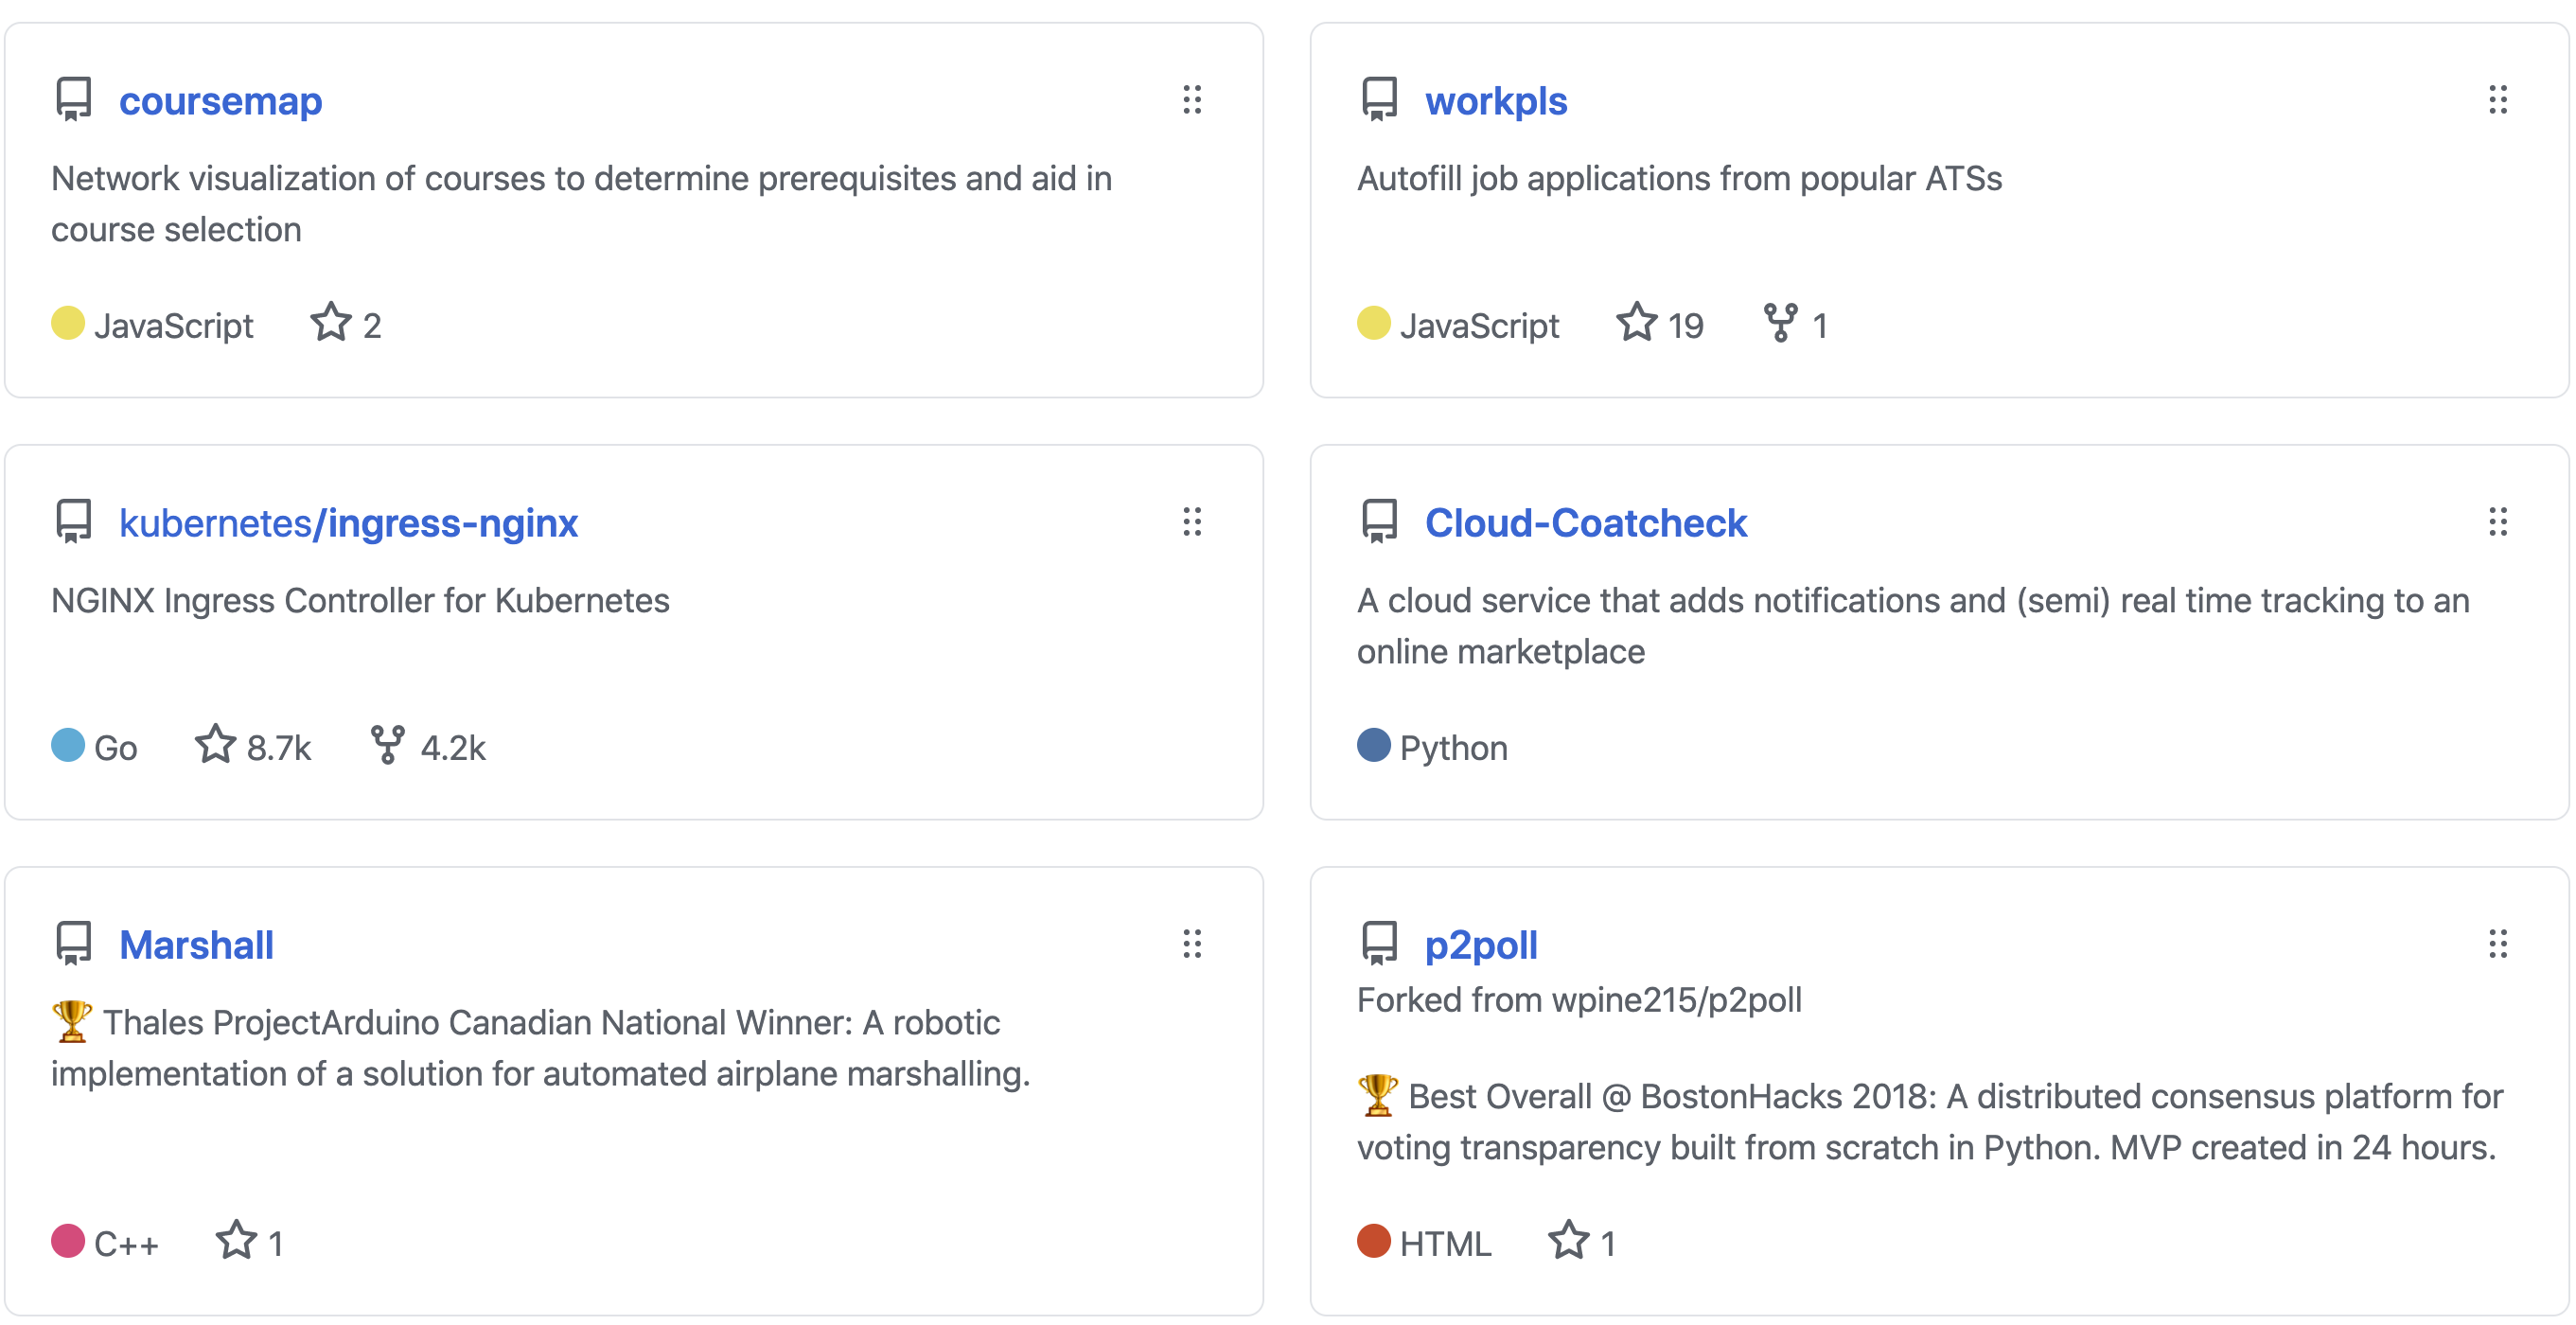 coursemap
Network visualization of courses to determine prerequisites and aid in
course selection
JavaScript 2
workpls
Autofill job applications from popular ATSs
JavaScript 19 1
kubernetes/ingress-nginx
NGINX Ingress Controller for Kubernetes
Go 8.7k 4.2k
Cloud-Coatcheck
A cloud service that adds notifications and (semi) real time tracking to an
online marketplace
Python
Marshall
🏆 Thales ProjectArduino Canadian National Winner: A robotic
implementation of a solution for automated airplane marshalling.
C++ 1
p2poll
Forked from wpine215/p2poll
🏆 Best Overall @ BostonHacks 2018: A distributed consensus platform for
voting transparency built from scratch in Python. MVP created in 24 hours.
HTML 1